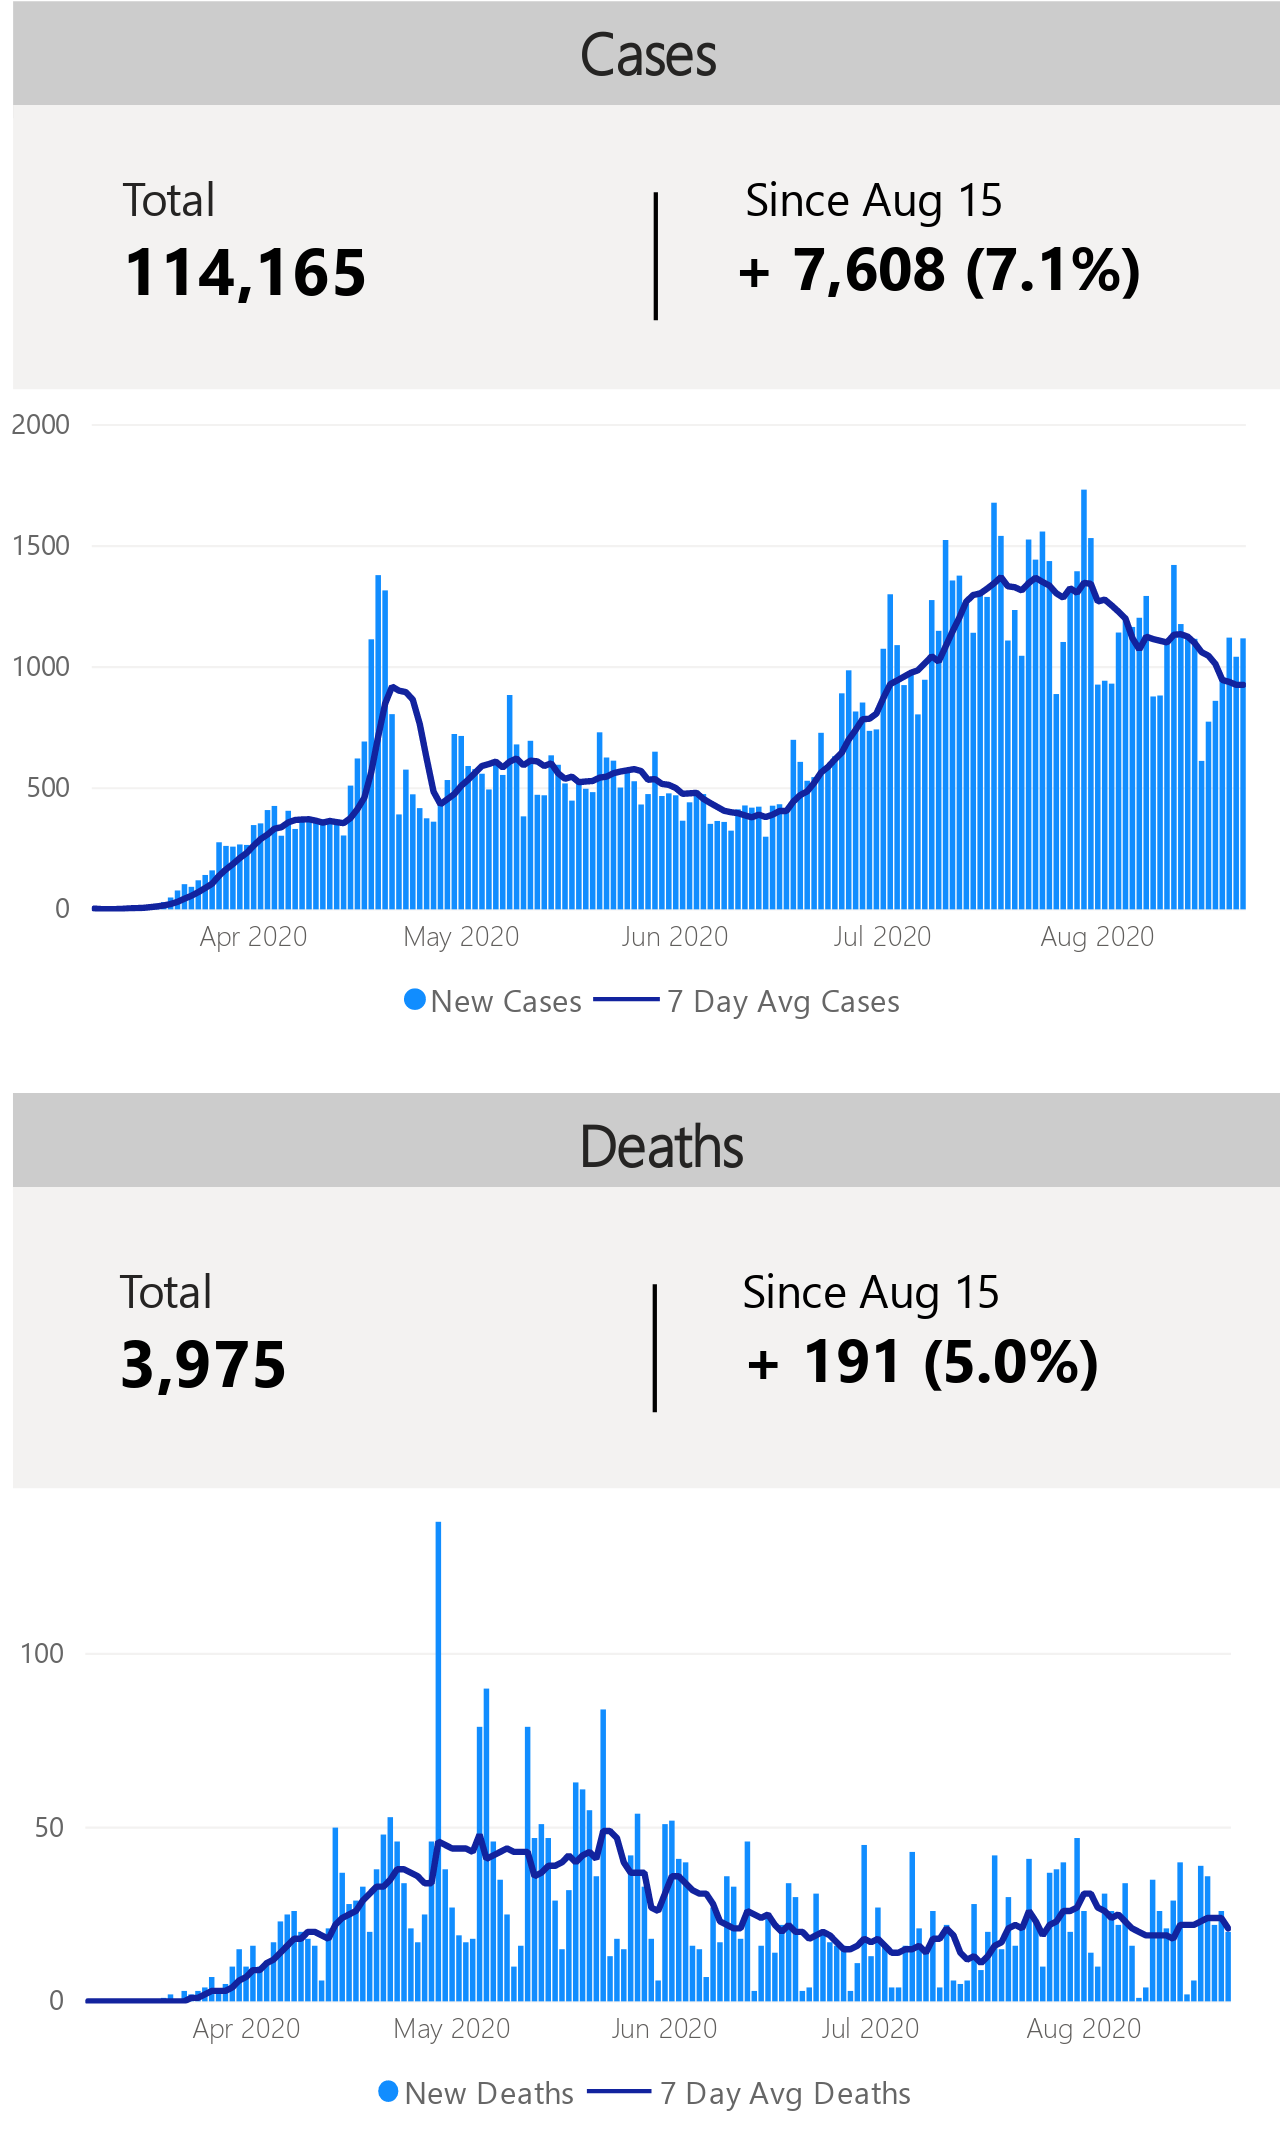 Cases
Total
114,165
Since Aug 15
+ 7,608 (7.1%)
2000
1500
1000
500
0
Apr 2020 May 2020 Jun 2020 Jul 2020 Aug 2020
New Cases 7 Day Avg Cases
Deaths
Total
3,975
Since Aug 15
+ 191 (5.0%)
100
50
0
Apr 2020 May 2020 Jun 2020 Jul 2020 Aug 2020
New Deaths 7 Day Avg Deaths